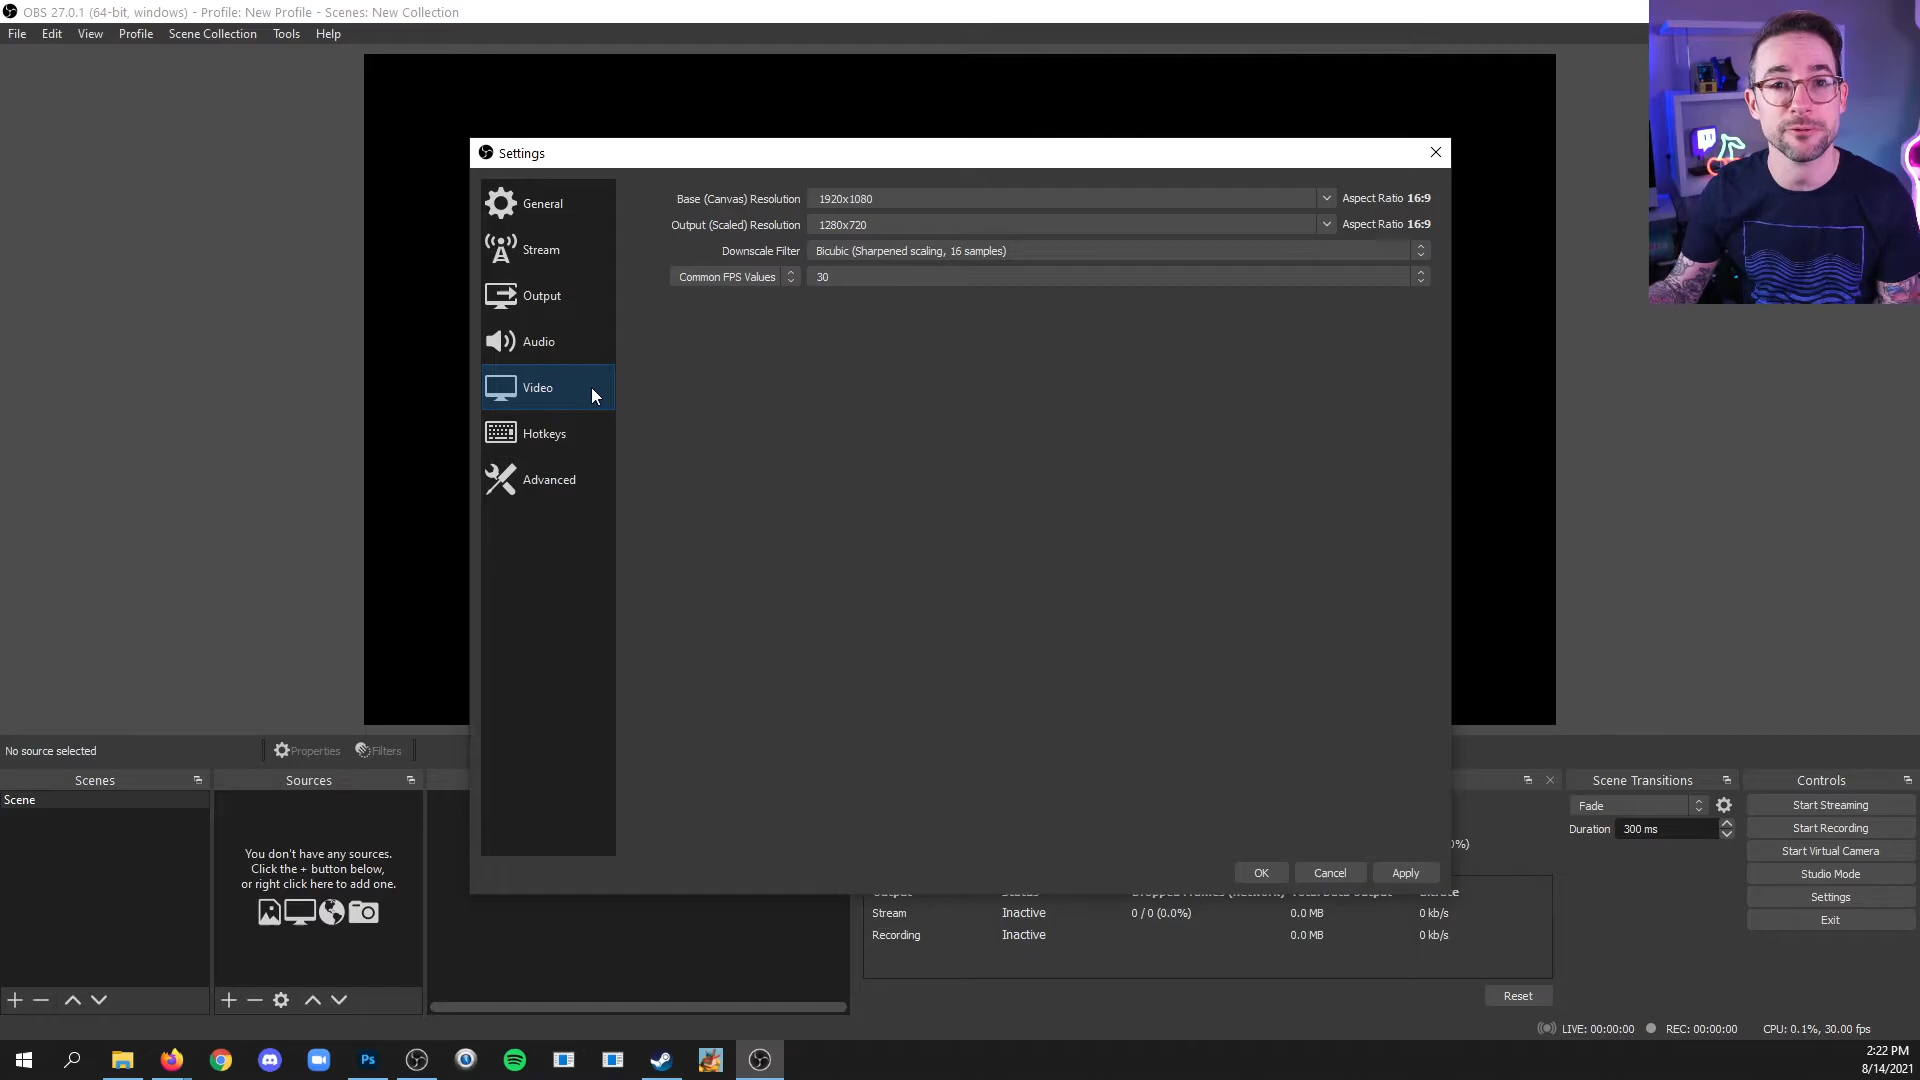 OBS 27.0.1 (64-bit, windows) - Profile: New Profile - Scenes: New Collection
File Edit View Profile Scene Collection Tools Help
Settings
General
Stream
Output
Audio
Video
Hotkeys
Advanced
Base (Canvas) Resolution 1920x1080 Aspect Ratio 16:9
Output (Scaled) Resolution 1280x720 Aspect Ratio 16:9
Downscale Filter Bicubic (Sharpened scaling, 16 samples)
Common FPS Values 30
OK Cancel Apply
No source selected Properties Filters
Scenes
Scene
Sources
You don't have any sources.
Click the + button below,
or right click here to add one.
Stream Inactive 0 / 0 (0.0%) 0.0 MB 0 kb/s
Recording Inactive 0.0 MB 0 kb/s
Reset
Scene Transitions
Fade
Duration 300 ms
Controls
Start Streaming
Start Recording
Start Virtual Camera
Studio Mode
Settings
Exit
LIVE: 00:00:00 REC: 00:00:00 CPU: 0.1%, 30.00 fps
Ps
2:22 PM
8/14/2021